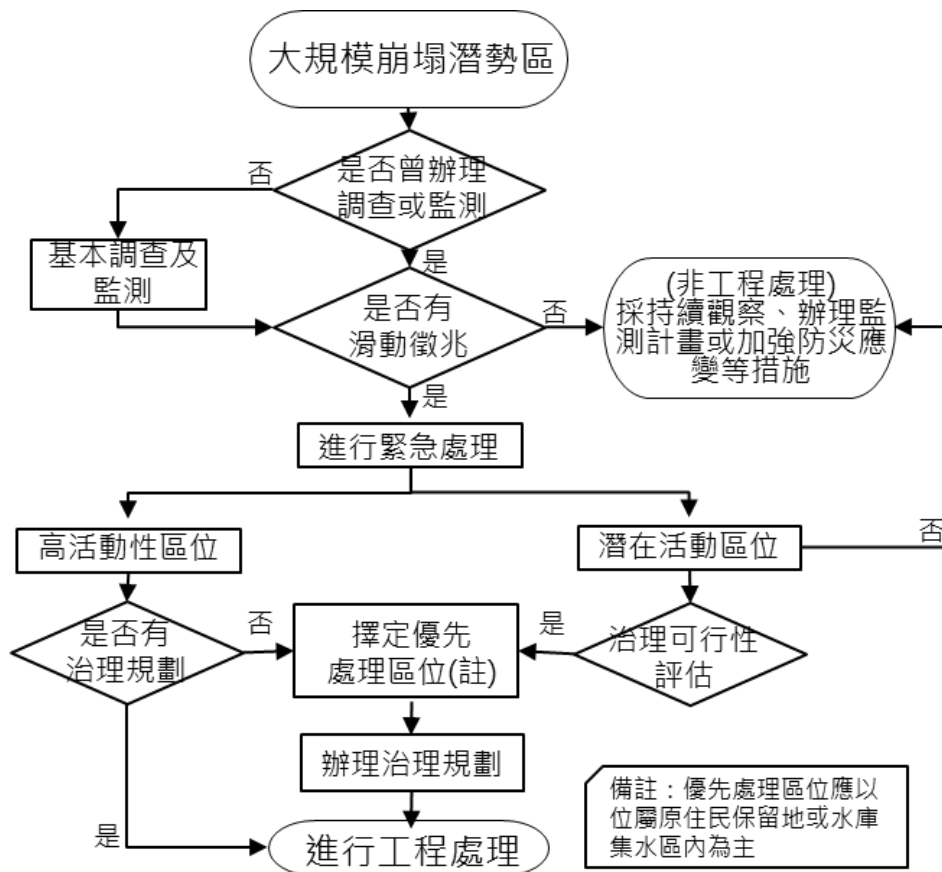 大規模崩塌潛勢區
是否曾辦理
調查或監測
否
是
基本調查及
監測
是否有
滑動徵兆
否
是
(非工程處理)
採持續觀察、辦理監
測計畫或加強防災應
變等措施
進行緊急處理
高活動性區位
潛在活動區位
否
是否有
治理規劃
否
是
擇定優先
處理區位(註)
是
治理可行性
評估
辦理治理規劃
進行工程處理
備註：優先處理區位應以
位屬原住民保留地或水庫
集水區內為主